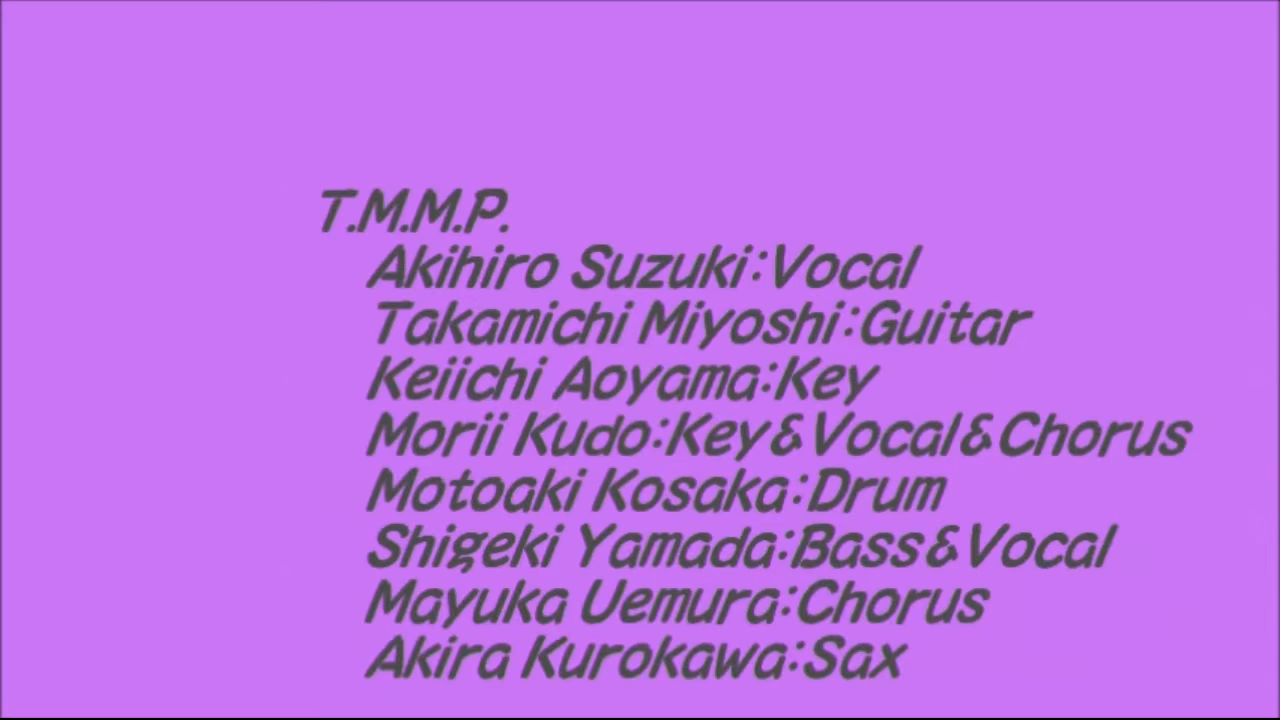 T.M.M.P.
Akihiro Suzuki:Vocal
Takamichi Miyoshi:Guitar
Keiichi Aoyama:Key
Morii Kudo:Key&Vocal&Chorus
Motoaki Kosaka:Drum
Shigeki Yamada:Bass&Vocal
Mayuka Uemura:Chorus
Akira Kurokawa:Sax